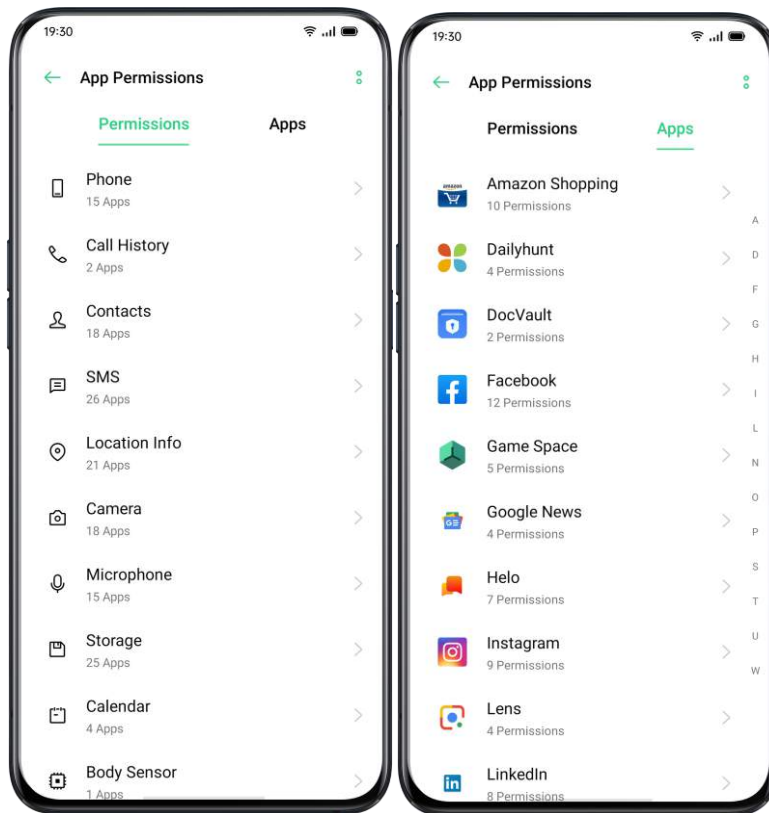 19:30
App Permissions
Permissions Apps
Phone
15 Apps
Call History
2 Apps
Contacts
18 Apps
SMS
26 Apps
Location Info
21 Apps
Camera
18 Apps
Microphone
15 Apps
Storage
25 Apps
Calendar
4 Apps
Body Sensor
1 Apps
19:30
App Permissions
Permissions Apps
amazon
Amazon Shopping
10 Permissions
Dailyhunt
4 Permissions
DocVault
2 Permissions
f
Facebook
12 Permissions
Game Space
5 Permissions
GE
Google News
4 Permissions
Helo
7 Permissions
Instagram
9 Permissions
Lens
4 Permissions
in
LinkedIn
8 Permissions
A
D
F
G
H
I
L
N
O
P
S
T
U
W